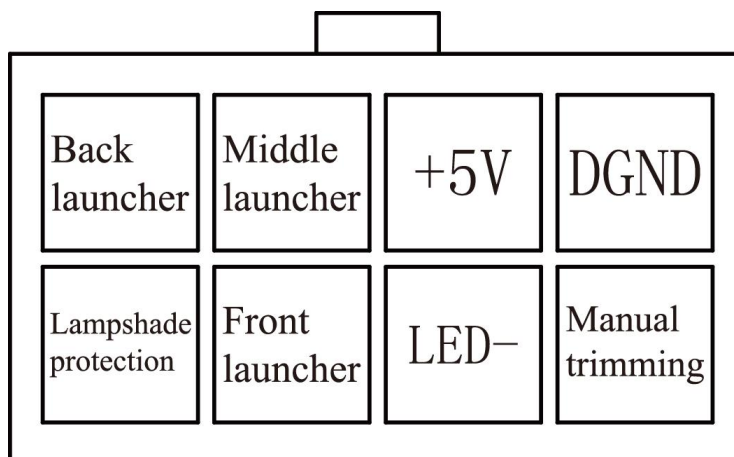 Back
launcher
Middle
launcher
+5V
DGND
Lampshade
protection
Front
launcher
LED-
Manual
trimming